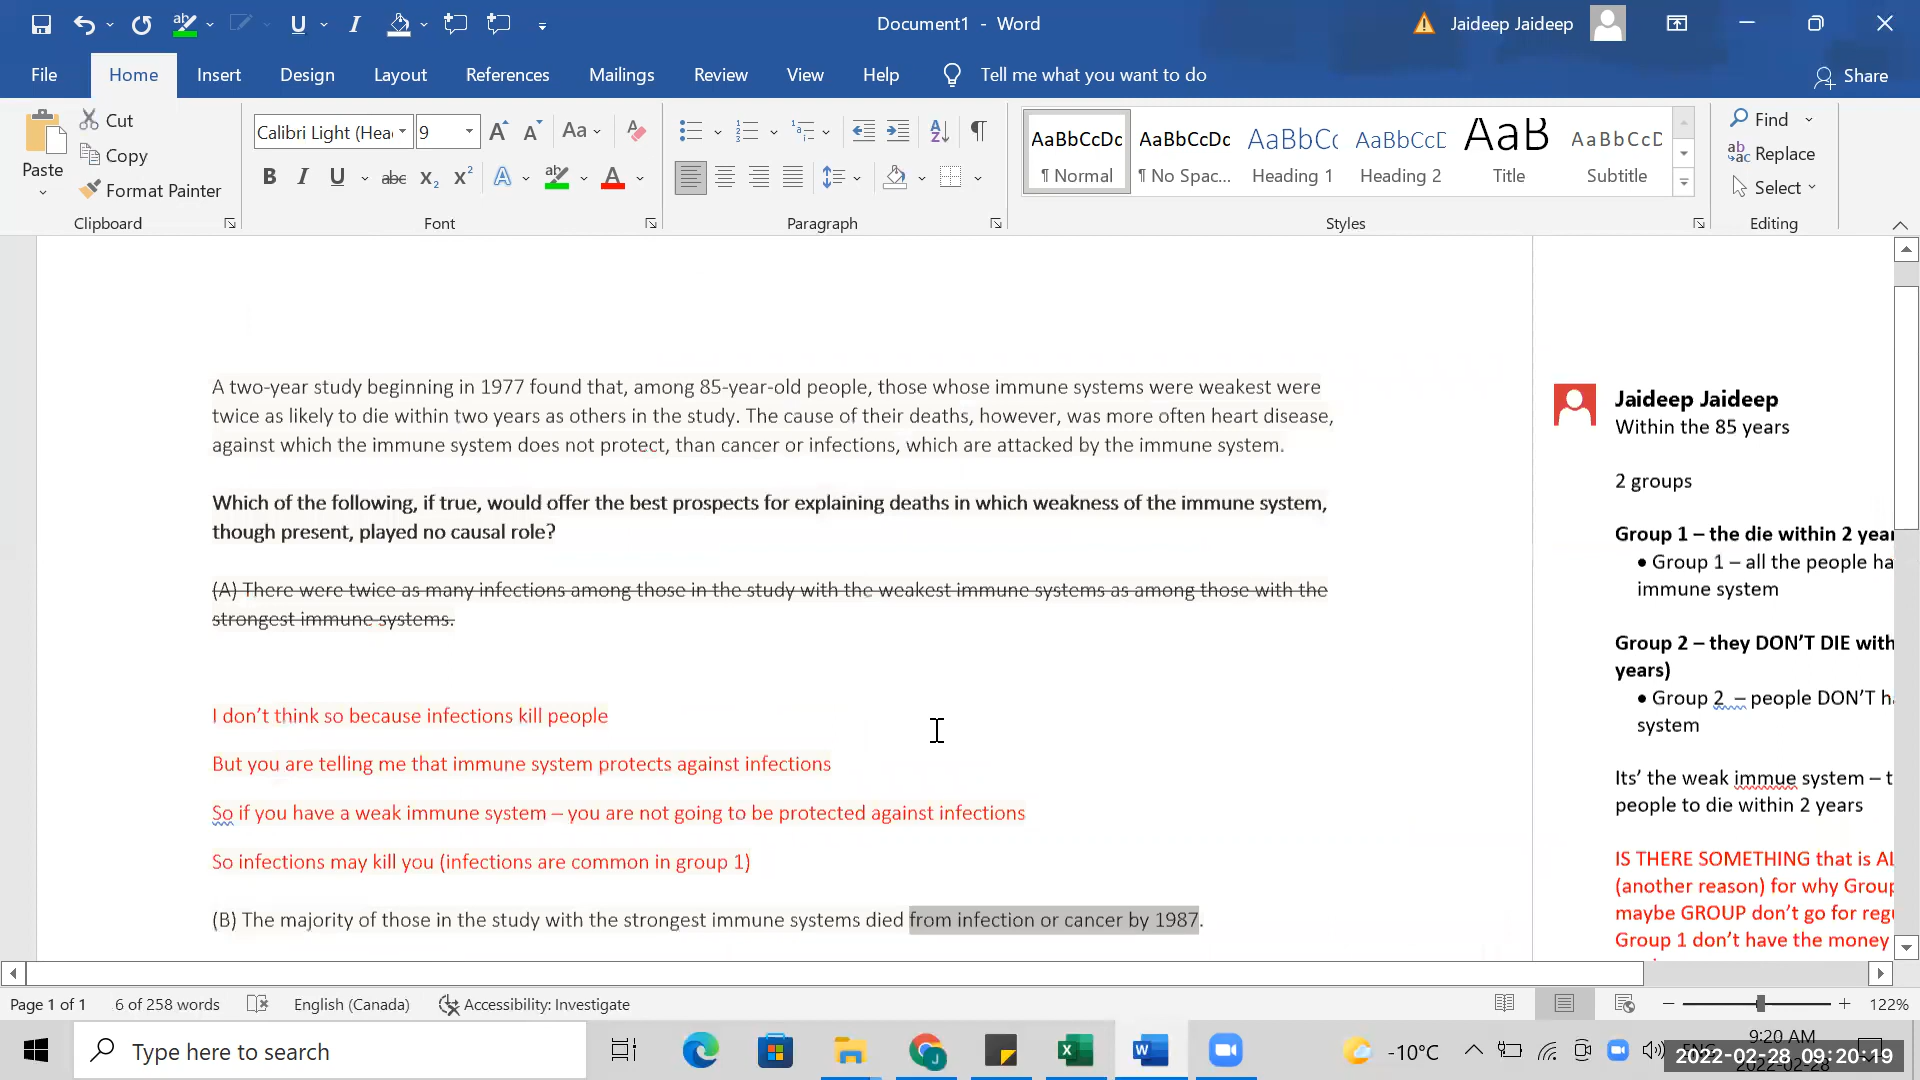 Document1 - Word
Jaideep Jaideep
File Home Insert Design Layout References Mailings Review View Help Tell me what you want to do
Share
Paste
Cut
Copy
Format Painter
Calibri Light (Hea
9
Find
Replace
Select
AaBbCcDc AaBbCcDc AaBbCc AaBbCcD AaB AaBbCcD
¶ Normal ¶ No Spac... Heading 1 Heading 2 Title Subtitle
Clipboard Font Paragraph Styles Editing
A two-year study beginning in 1977 found that, among 85-year-old people, those whose immune systems were weakest were
twice as likely to die within two years as others in the study. The cause of their deaths, however, was more often heart disease,
against which the immune system does not protect, than cancer or infections, which are attacked by the immune system.
Which of the following, if true, would offer the best prospects for explaining deaths in which weakness of the immune system,
though present, played no causal role?
(A) There were twice as many infections among those in the study with the weakest immune systems as among those with the
strongest immune systems.
I don't think so because infections kill people
But you are telling me that immune system protects against infections
So if you have a weak immune system – you are not going to be protected against infections
So infections may kill you (infections are common in group 1)
(B) The majority of those in the study with the strongest immune systems died from infection or cancer by 1987.
Jaideep Jaideep
Within the 85 years
2 groups
Group 1 – the die within 2 year
• Group 1 – all the people ha
immune system
Group 2 – they DON'T DIE with
years)
• Group 2 – people DON'T ha
system
Its' the weak immue system – t
people to die within 2 years
IS THERE SOMETHING that is AL
(another reason) for why Group
maybe GROUP don't go for regu
Group 1 don't have the money
Page 1 of 1 6 of 258 words English (Canada) Accessibility: Investigate 122%
Type here to search
-10°C
9:20 AM
2022-02-28 09:20:19